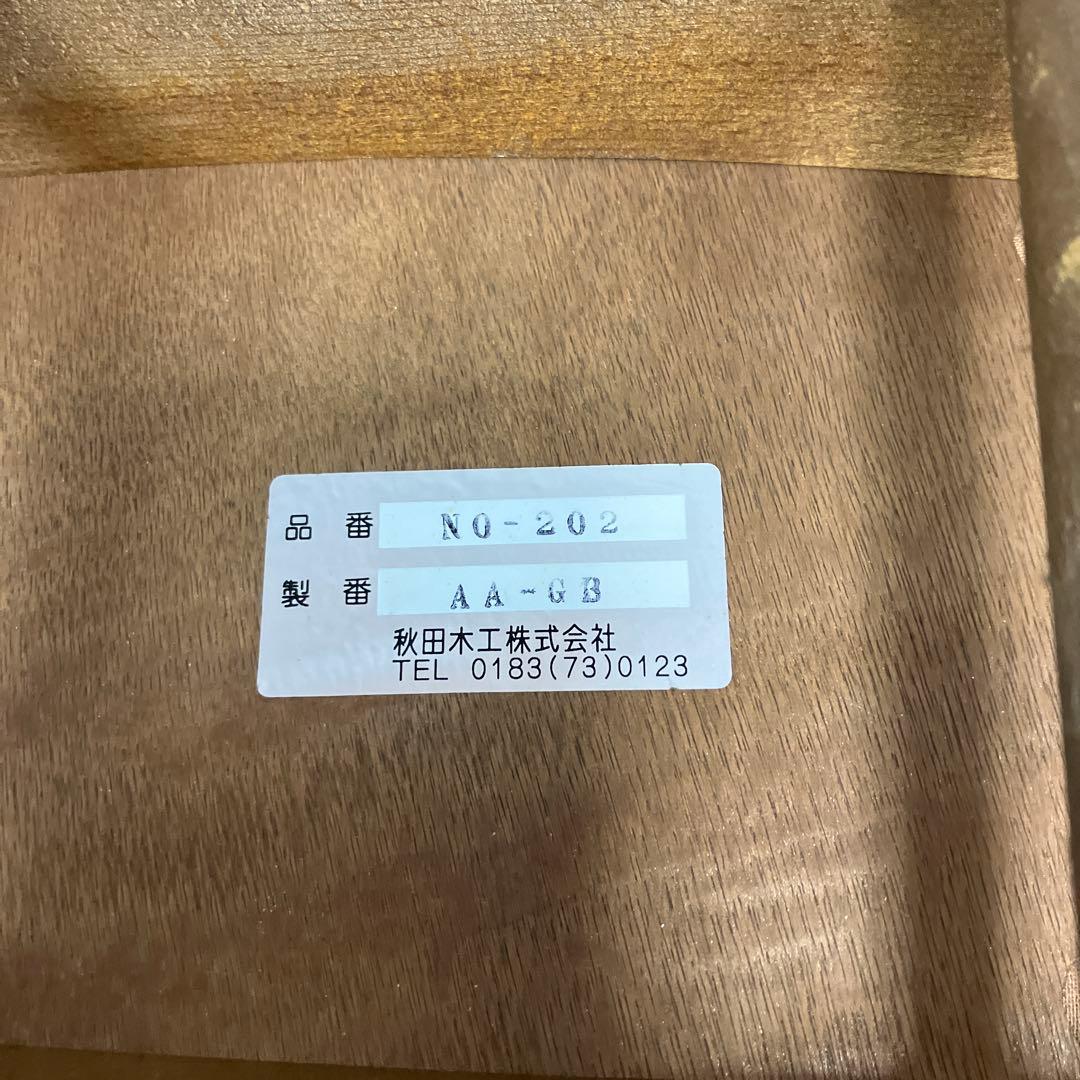 品 番 NO-202
製 番 AA-GB
秋田木工株式会社
TEL 0183(73)0123